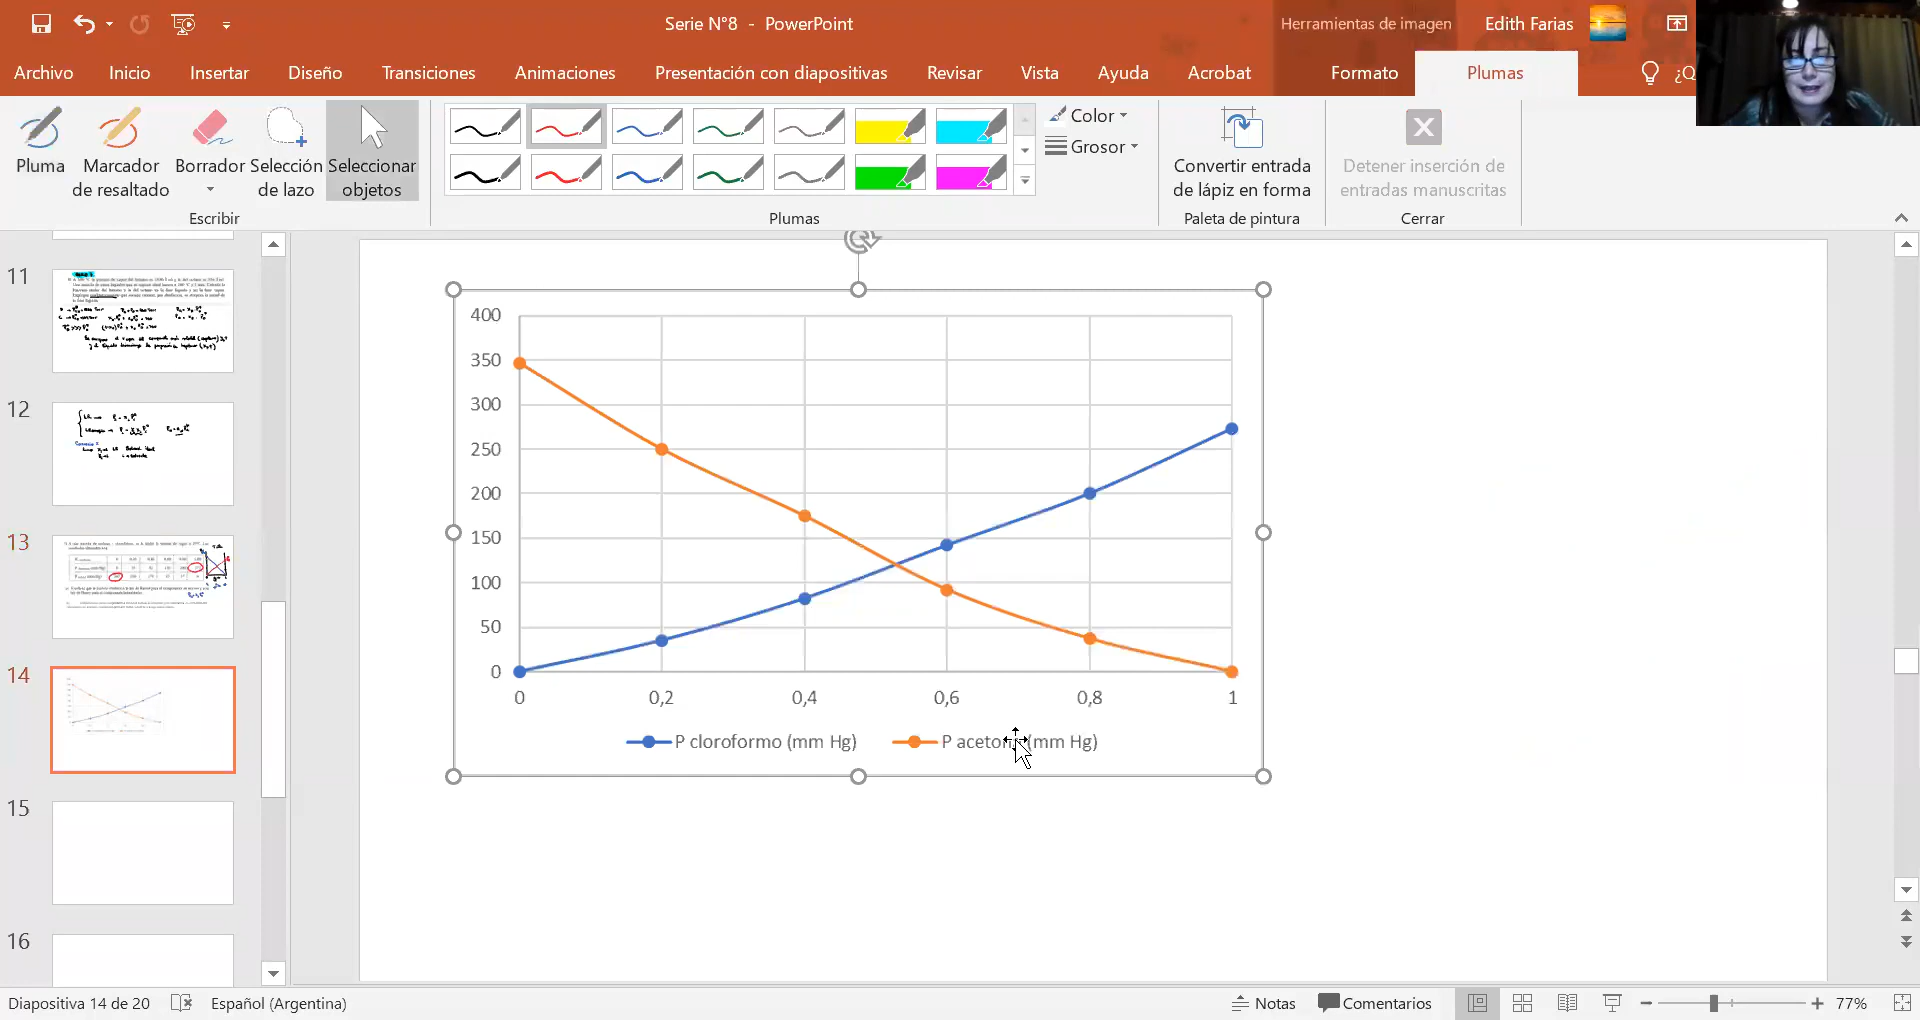 Serie N°8 - PowerPoint
Herramientas de imagen
Edith Farias
Archivo Inicio Insertar Diseño Transiciones Animaciones Presentación con diapositivas Revisar Vista Ayuda Acrobat Formato Plumas ¿Q
Pluma
Marcador de resaltado
Borrador
Selección de lazo
Seleccionar objetos
Color
Grosor
Convertir entrada de lápiz en forma
Detener inserción de entradas manuscritas
Escribir
Plumas
Paleta de pintura
Cerrar
11
12
13
14
15
16
400
350
300
250
200
150
100
50
0
0 0,2 0,4 0,6 0,8 1
P cloroformo (mm Hg) P acetona (mm Hg)
Diapositiva 14 de 20 Español (Argentina) Notas Comentarios 77%